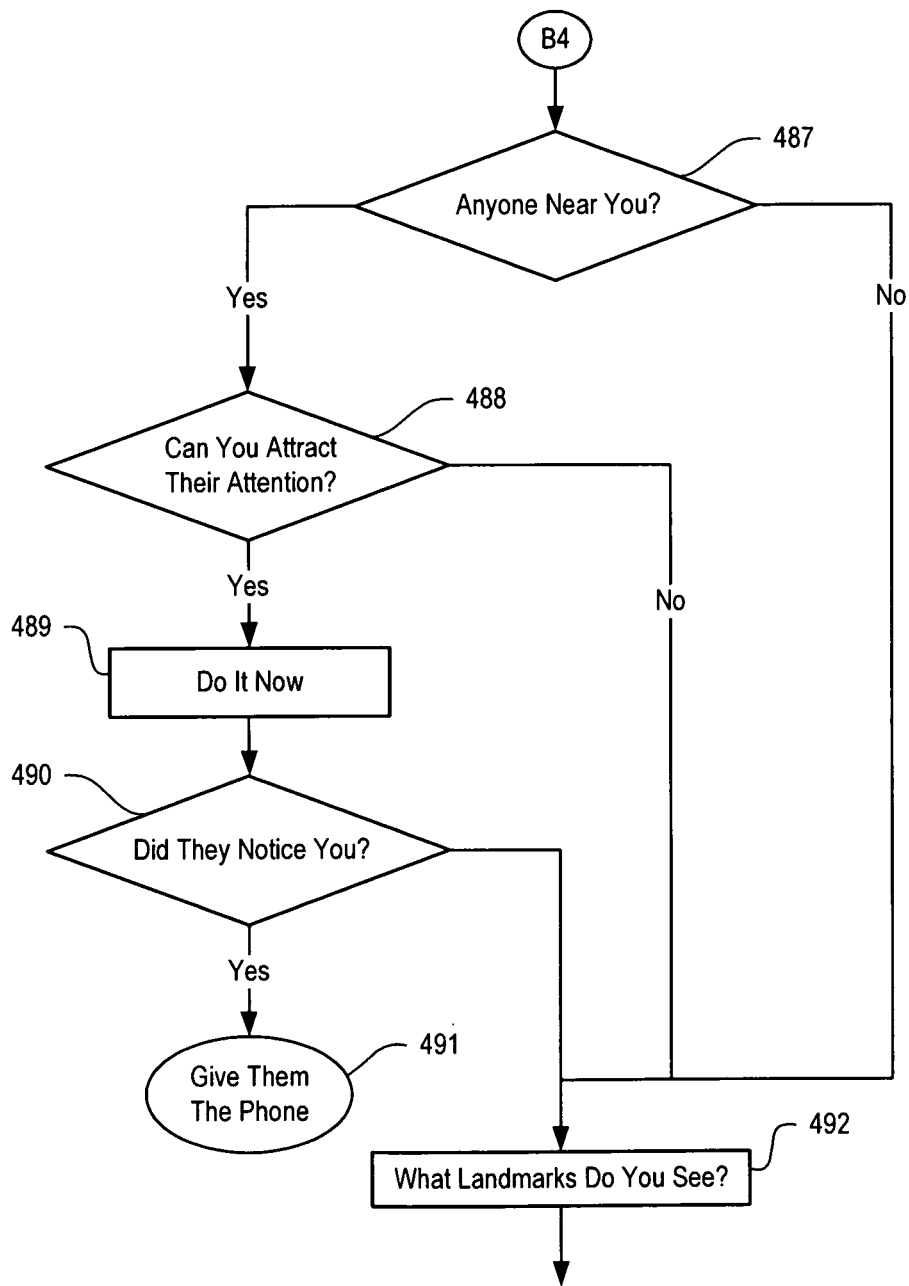 B4
487
Anyone Near You?
Yes
No
488
Can You Attract
Their Attention?
Yes
No
489
Do It Now
490
Did They Notice You?
Yes
491
Give Them
The Phone
492
What Landmarks Do You See?